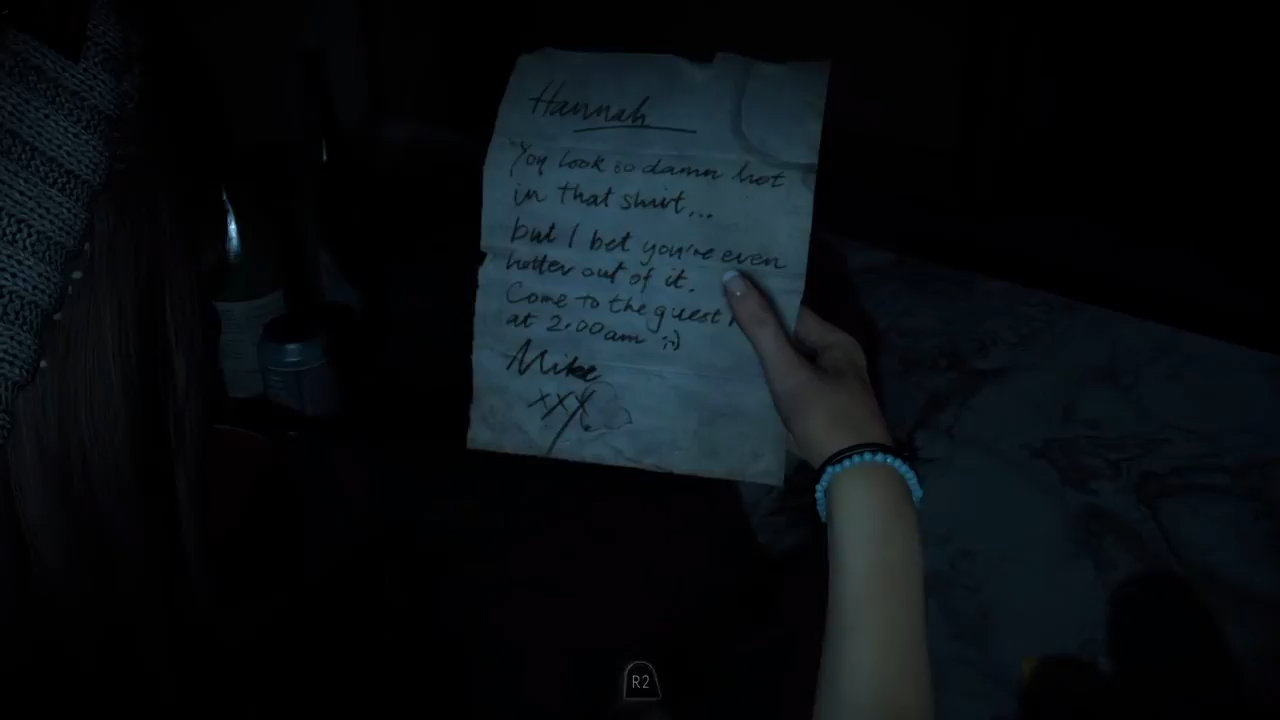 Hannah
You look so damn hot
in that shirt...
but I bet you're even
hotter out of it.
Come to the guest
at 2.00am ;)
Mike
xxx
R2